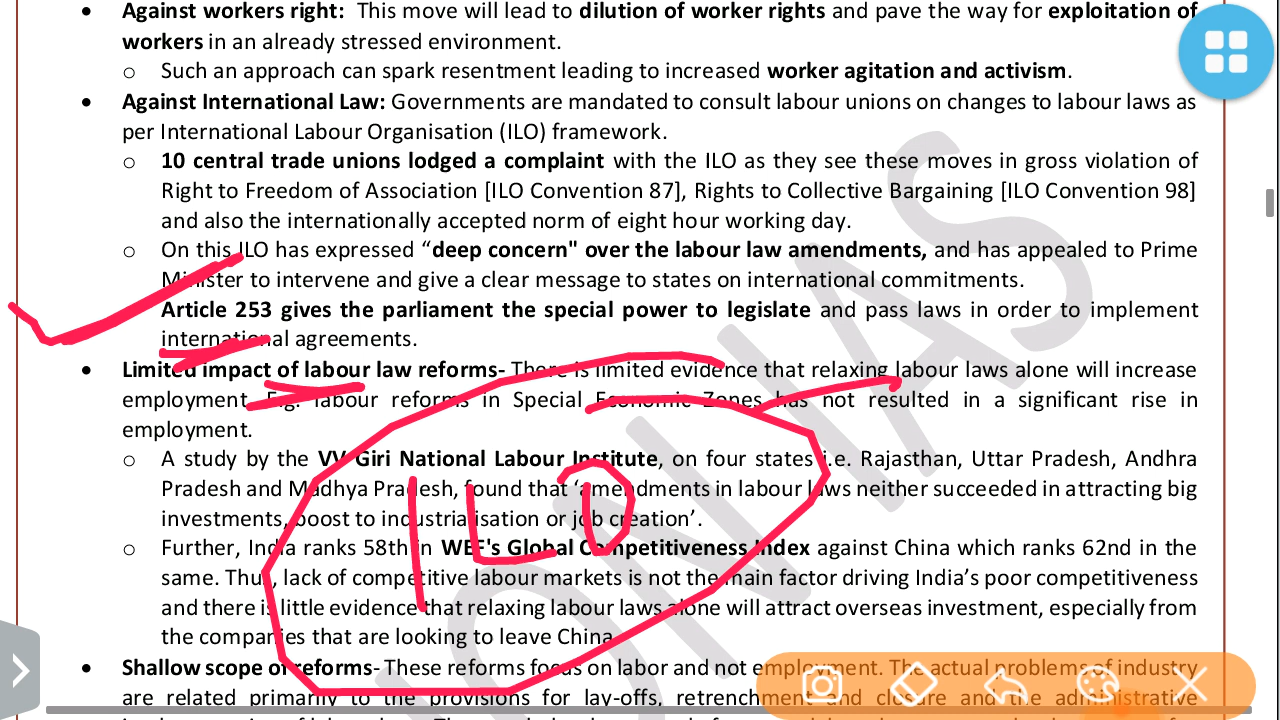 • Against workers right: This move will lead to dilution of worker rights and pave the way for exploitation of
workers in an already stressed environment.
o Such an approach can spark resentment leading to increased worker agitation and activism.
• Against International Law: Governments are mandated to consult labour unions on changes to labour laws as
per International Labour Organisation (ILO) framework.
o 10 central trade unions lodged a complaint with the ILO as they see these moves in gross violation of
Right to Freedom of Association [ILO Convention 87], Rights to Collective Bargaining [ILO Convention 98]
and also the internationally accepted norm of eight hour working day.
o On this ILO has expressed “deep concern" over the labour law amendments, and has appealed to Prime
Minister to intervene and give a clear message to states on international commitments.
Article 253 gives the parliament the special power to legislate and pass laws in order to implement
international agreements.
• Limited impact of labour law reforms- There is limited evidence that relaxing labour laws alone will increase
employment. E.g. labour reforms in Special Economic Zones has not resulted in a significant rise in
employment.
o A study by the VV Giri National Labour Institute, on four states i.e. Rajasthan, Uttar Pradesh, Andhra
Pradesh and Madhya Pradesh, found that ‘amendments in labour laws neither succeeded in attracting big
investments, boost to industrialisation or job creation’.
o Further, India ranks 58th in WEF's Global Competitiveness Index against China which ranks 62nd in the
same. Thus, lack of competitive labour markets is not the main factor driving India’s poor competitiveness
and there is little evidence that relaxing labour laws alone will attract overseas investment, especially from
the companies that are looking to leave China.
• Shallow scope of reforms- These reforms focus on labor and not employment. The actual problems of industry
are related primarily to the provisions for lay-offs, retrenchment and closure and the administrative
ILO